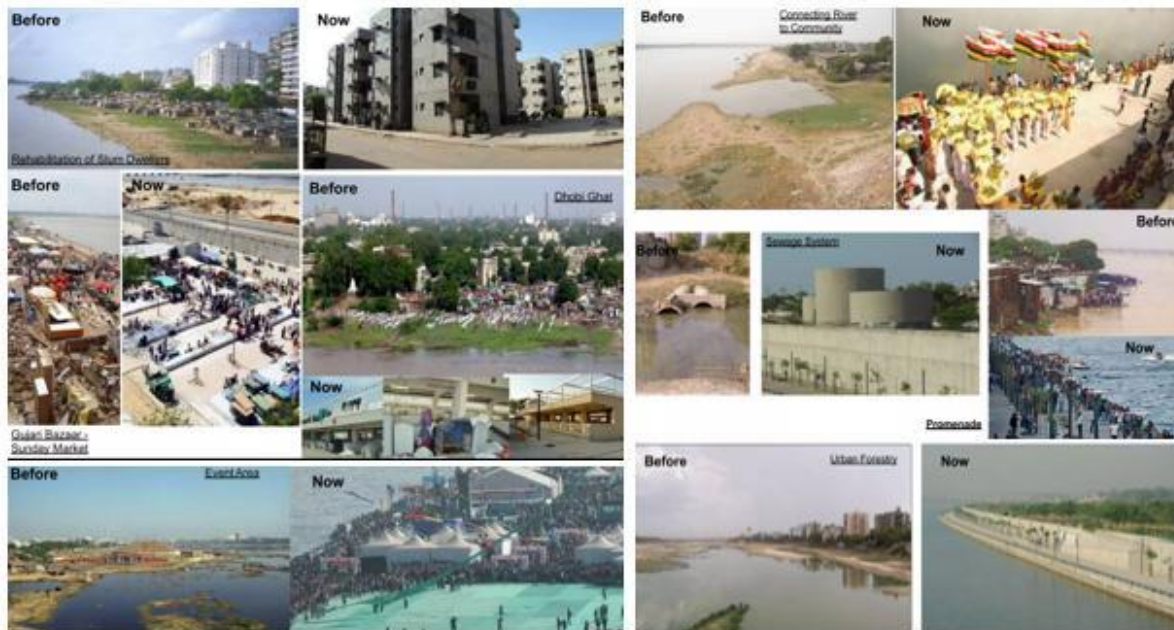 Before
Now
Rehabilitation of Slum Dwellers
Before
Now
Gujari Bazaar -
Sunday Market
Before
Dhobi Ghat
Now
Before
Event Area
Now
Before
Connecting River
to Community
Now
Before
Sewage System
Now
Before
Now
Promenade
Before
Urban Forestry
Now